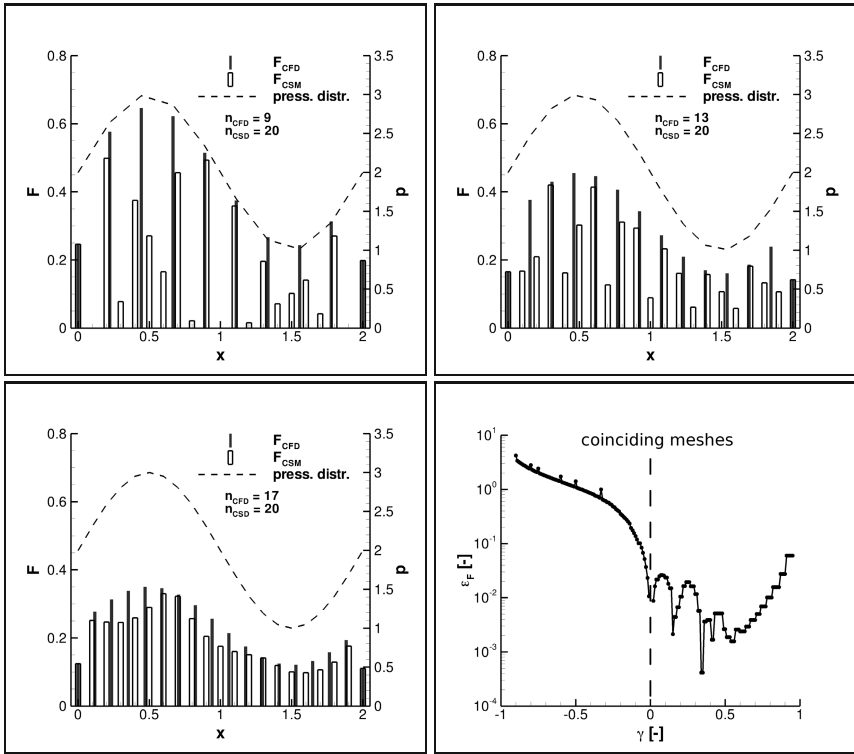 0.8
0.6
0.4
0.2
0
F
3.5
3
2.5
2
1.5
1
0.5
0
p
0 0.5 1 1.5 2
x
F_CFD
F_CSM
press. distr.
n_CFD = 9
n_CSD = 20
0.8
0.6
0.4
0.2
0
F
3.5
3
2.5
2
1.5
1
0.5
0
p
0 0.5 1 1.5 2
x
F_CFD
F_CSM
press. distr.
n_CFD = 13
n_CSD = 20
0.8
0.6
0.4
0.2
0
F
3.5
3
2.5
2
1.5
1
0.5
0
p
0 0.5 1 1.5 2
x
F_CFD
F_CSM
press. distr.
n_CFD = 17
n_CSD = 20
coinciding meshes
10^1
10^0
10^-1
10^-2
10^-3
10^-4
ε_F [-]
-1 -0.5 0 0.5 1
γ [-]